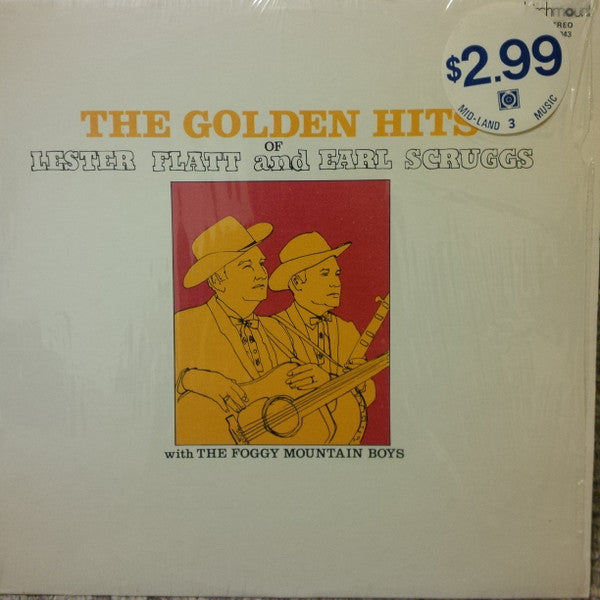 $2.99
MID-LAND 3 MUSIC
THE GOLDEN HITS
OF
LESTER FLATT and EARL SCRUGGS
with THE FOGGY MOUNTAIN BOYS